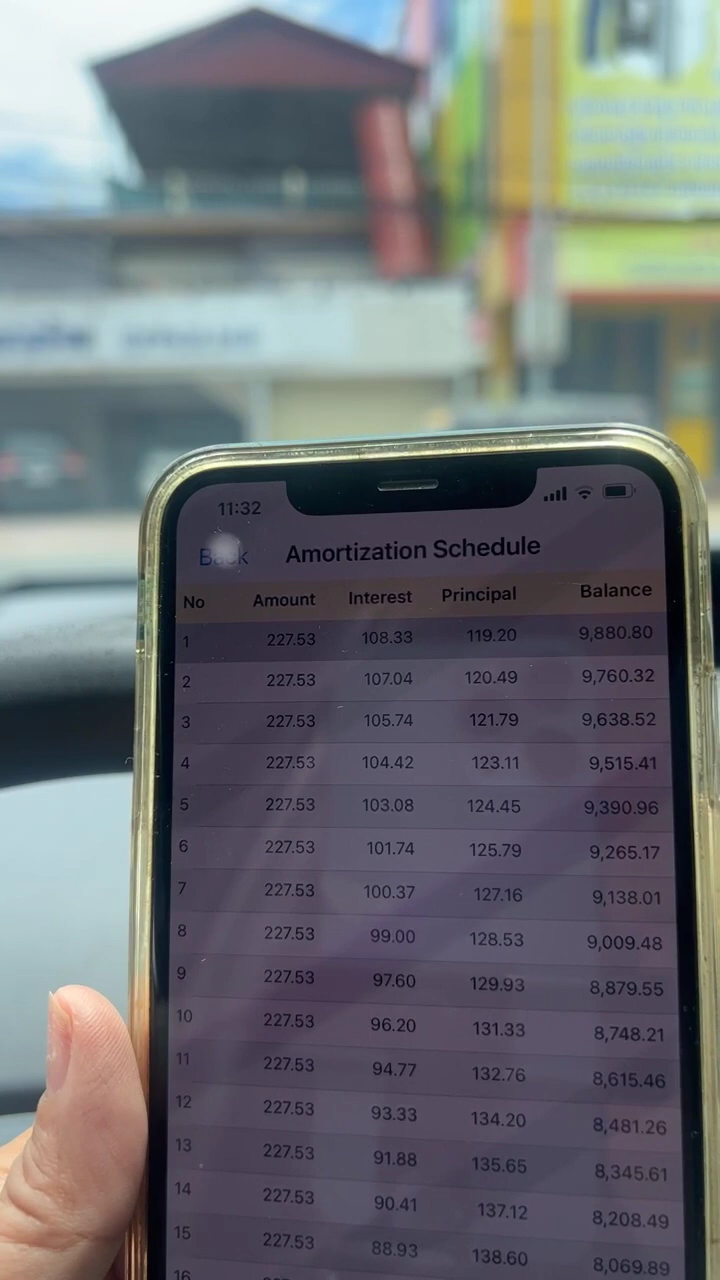 11:32
Back Amortization Schedule
No Amount Interest Principal Balance
1 227.53 108.33 119.20 9,880.80
2 227.53 107.04 120.49 9,760.32
3 227.53 105.74 121.79 9,638.52
4 227.53 104.42 123.11 9,515.41
5 227.53 103.08 124.45 9,390.96
6 227.53 101.74 125.79 9,265.17
7 227.53 100.37 127.16 9,138.01
8 227.53 99.00 128.53 9,009.48
9 227.53 97.60 129.93 8,879.55
10 227.53 96.20 131.33 8,748.21
11 227.53 94.77 132.76 8,615.46
12 227.53 93.33 134.20 8,481.26
13 227.53 91.88 135.65 8,345.61
14 227.53 90.41 137.12 8,208.49
15 227.53 88.93 138.60 8,069.89
16